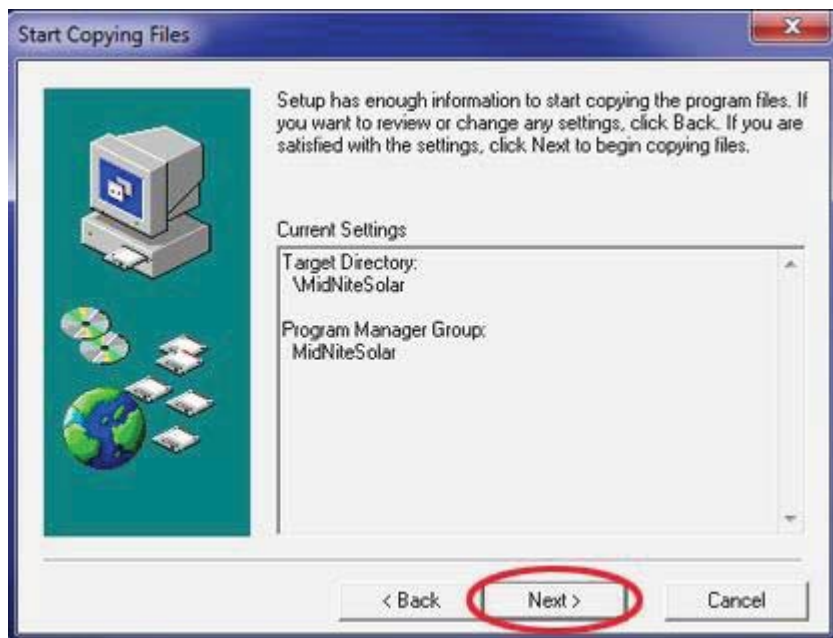 Start Copying Files
Setup has enough information to start copying the program files. If
you want to review or change any settings, click Back. If you are
satisfied with the settings, click Next to begin copying files.
Current Settings
Target Directory:
\MidNiteSolar
Program Manager Group:
MidNiteSolar
< Back
Next >
Cancel